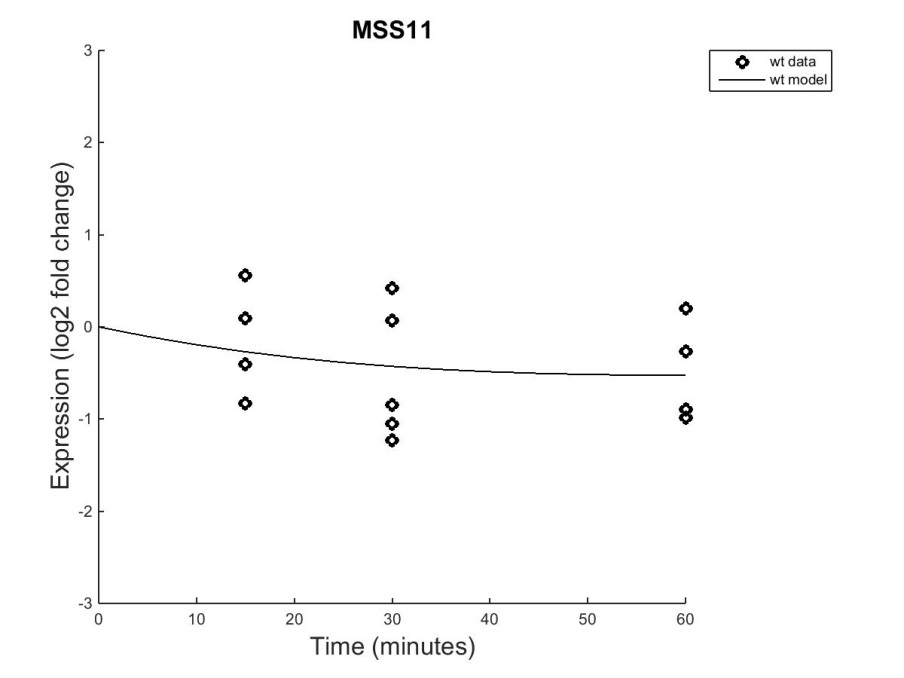 MSS11
wt data
wt model
3
2
1
0
-1
-2
-3
Expression (log2 fold change)
0 10 20 30 40 50 60
Time (minutes)